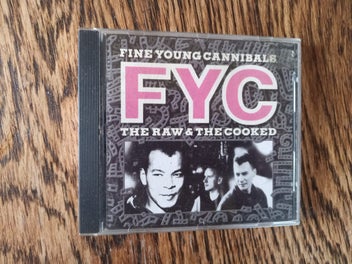 FINE YOUNG CANNIBALS
FYC
THE RAW & THE COOKED